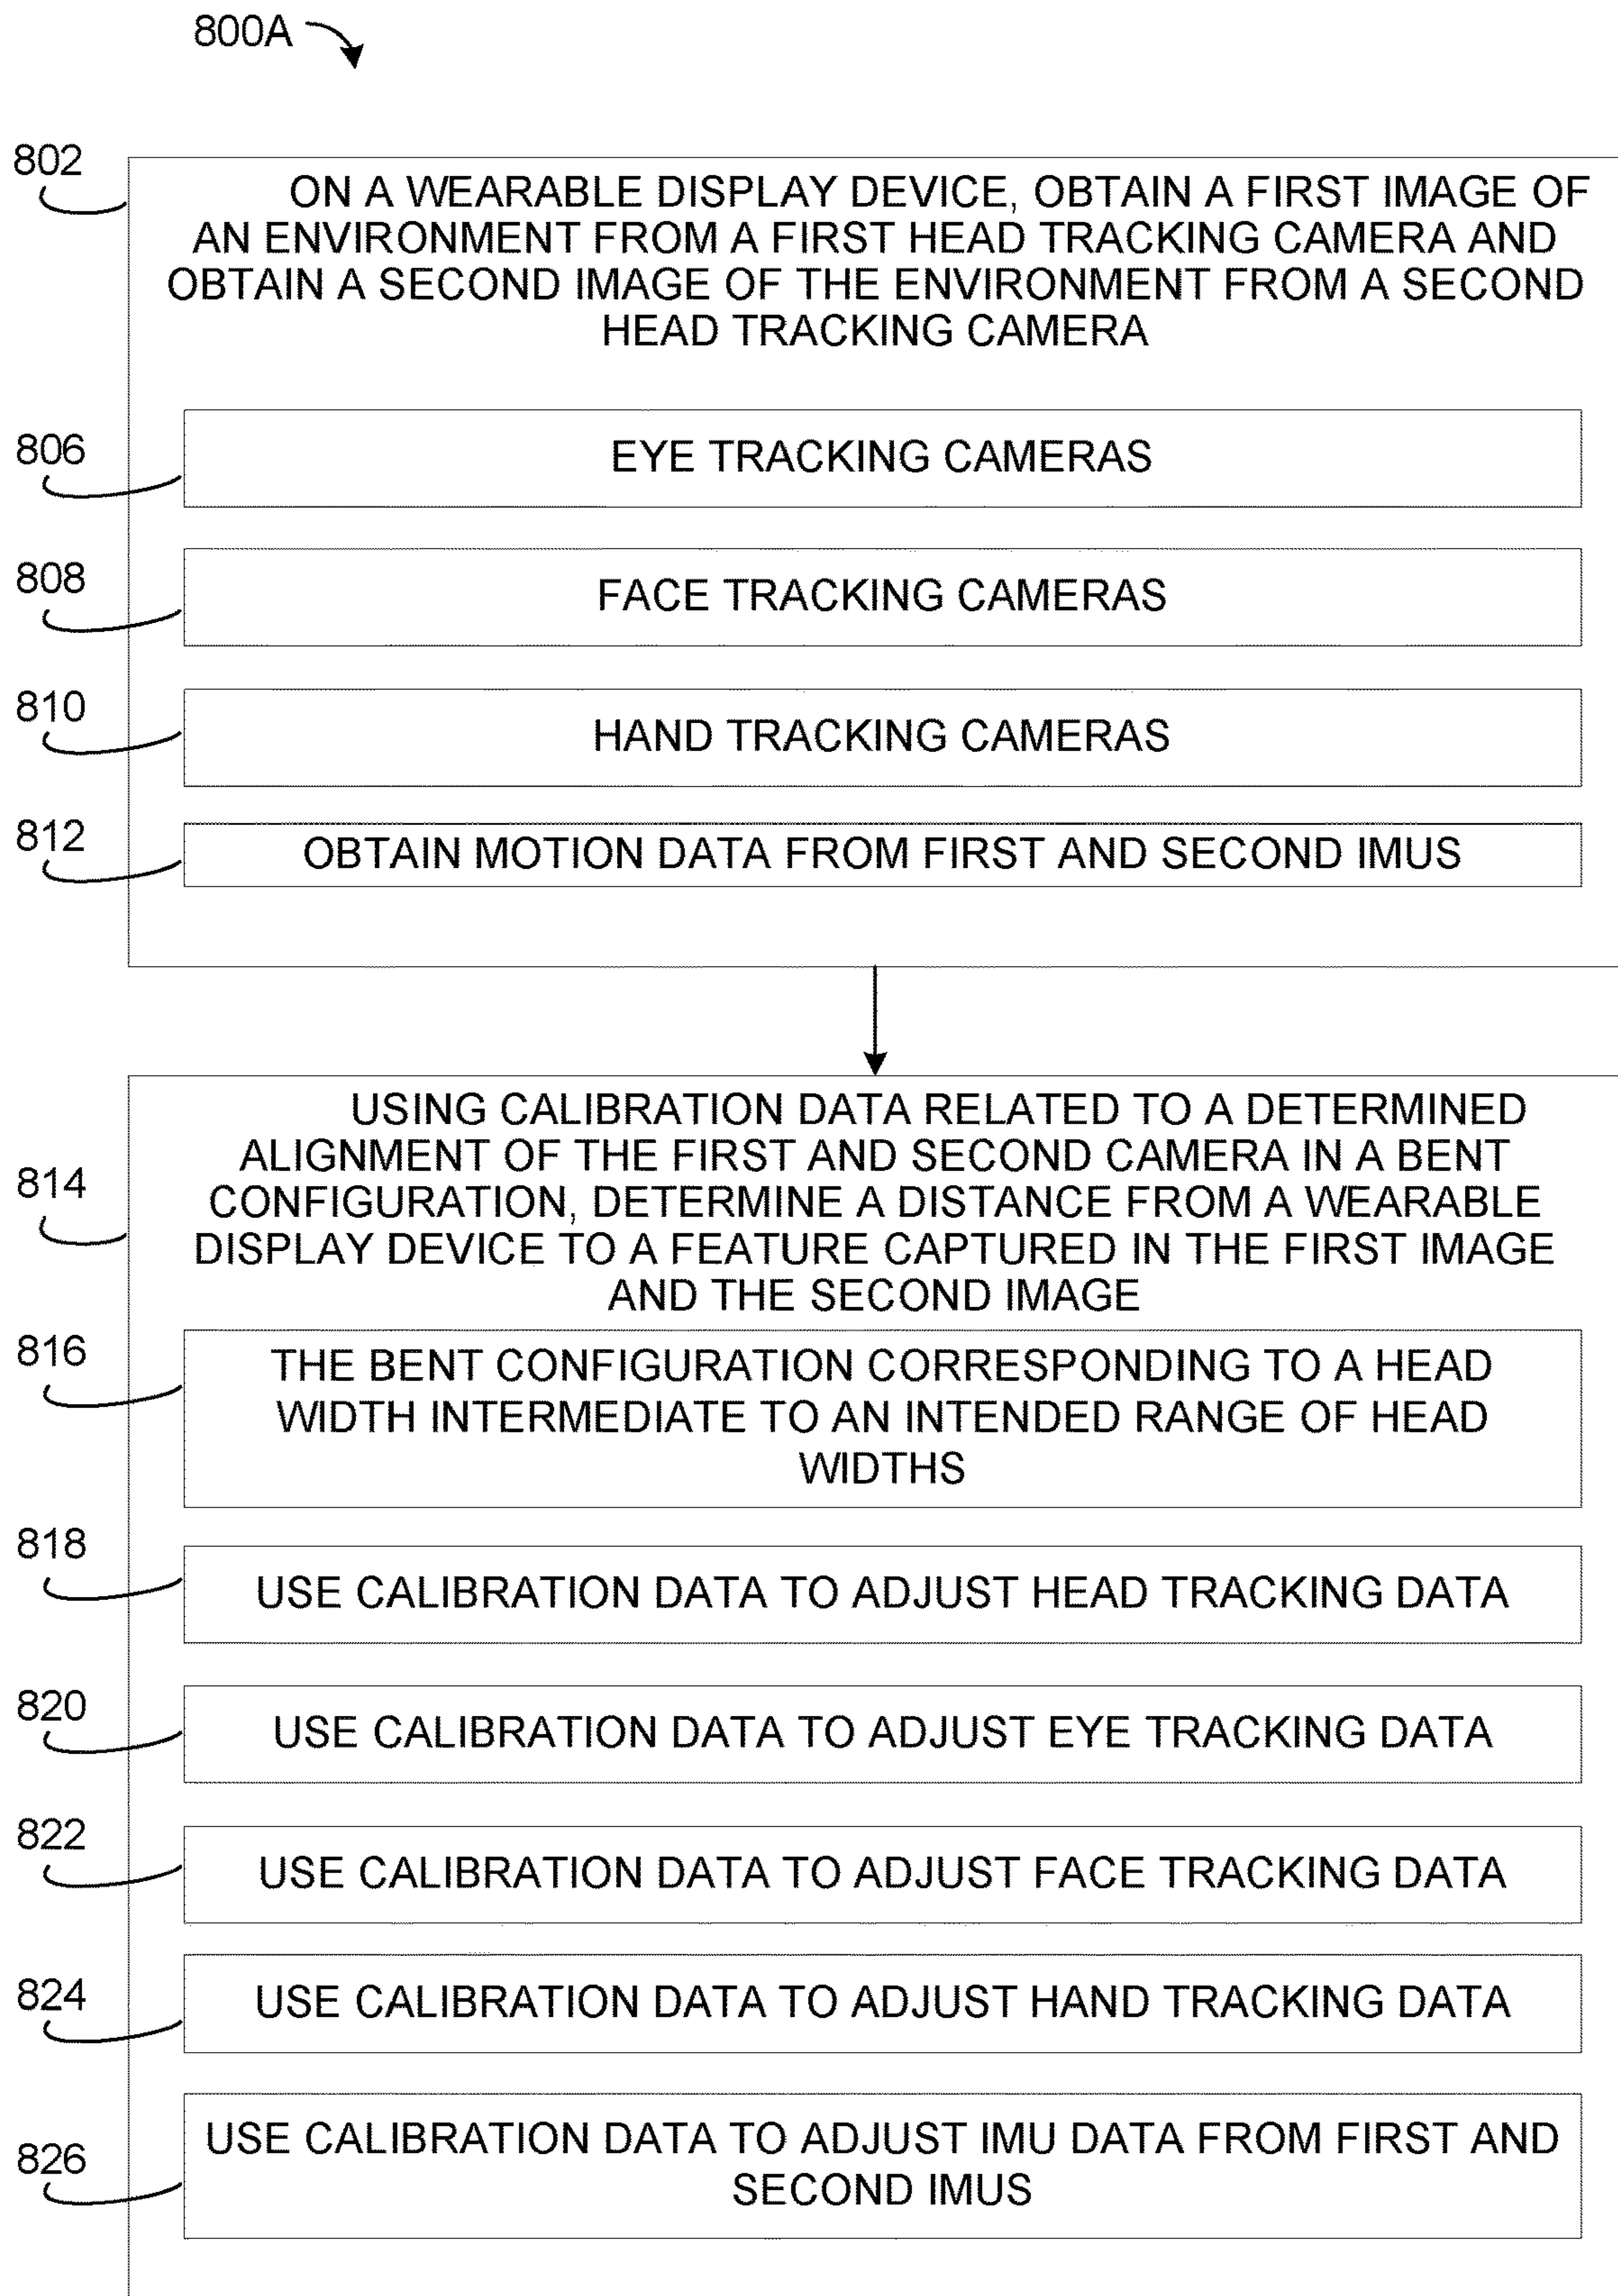 800A
802
ON A WEARABLE DISPLAY DEVICE, OBTAIN A FIRST IMAGE OF
AN ENVIRONMENT FROM A FIRST HEAD TRACKING CAMERA AND
OBTAIN A SECOND IMAGE OF THE ENVIRONMENT FROM A SECOND
HEAD TRACKING CAMERA
806
EYE TRACKING CAMERAS
808
FACE TRACKING CAMERAS
810
HAND TRACKING CAMERAS
812
OBTAIN MOTION DATA FROM FIRST AND SECOND IMUS
814
USING CALIBRATION DATA RELATED TO A DETERMINED
ALIGNMENT OF THE FIRST AND SECOND CAMERA IN A BENT
CONFIGURATION, DETERMINE A DISTANCE FROM A WEARABLE
DISPLAY DEVICE TO A FEATURE CAPTURED IN THE FIRST IMAGE
AND THE SECOND IMAGE
816
THE BENT CONFIGURATION CORRESPONDING TO A HEAD
WIDTH INTERMEDIATE TO AN INTENDED RANGE OF HEAD
WIDTHS
818
USE CALIBRATION DATA TO ADJUST HEAD TRACKING DATA
820
USE CALIBRATION DATA TO ADJUST EYE TRACKING DATA
822
USE CALIBRATION DATA TO ADJUST FACE TRACKING DATA
824
USE CALIBRATION DATA TO ADJUST HAND TRACKING DATA
826
USE CALIBRATION DATA TO ADJUST IMU DATA FROM FIRST AND
SECOND IMUS